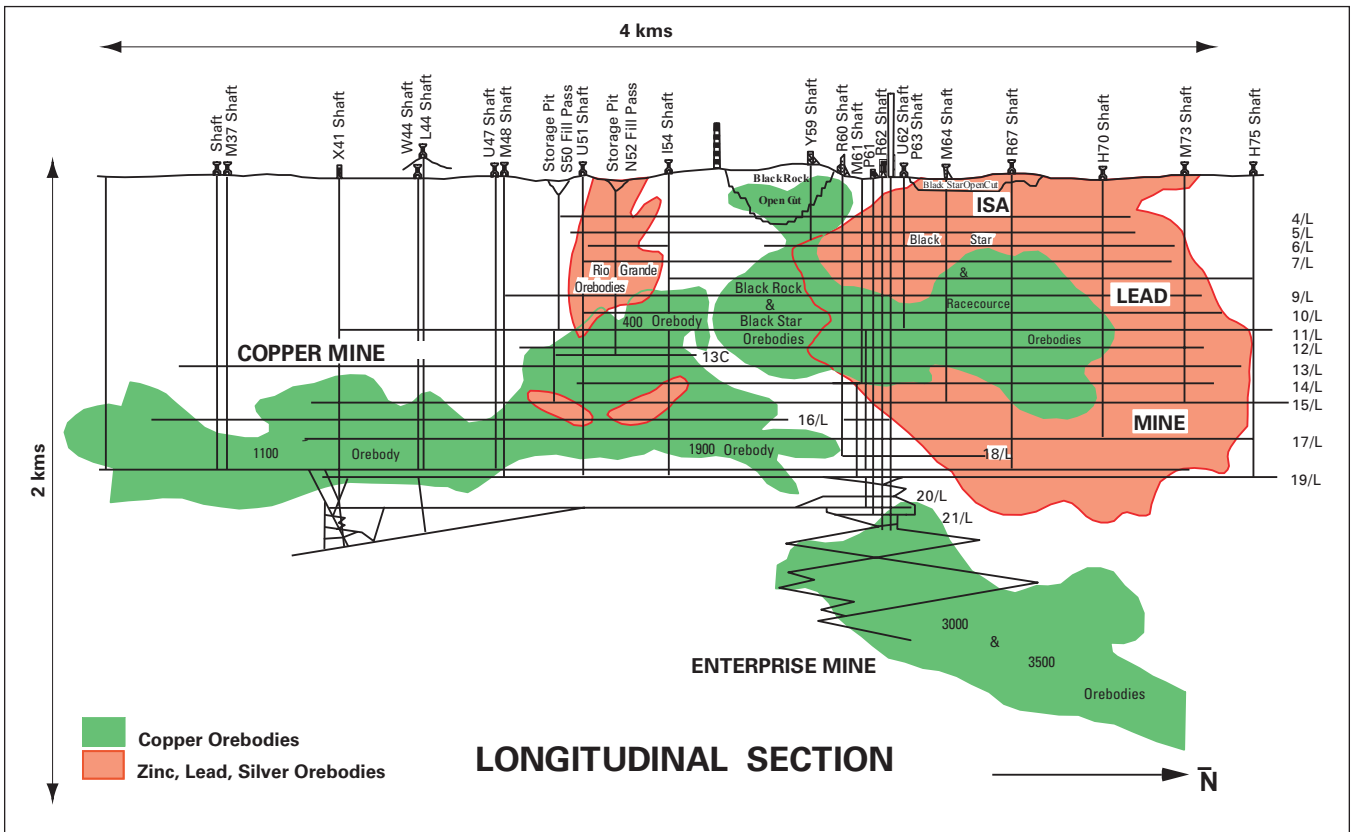 4 kms
Shaft
M37 Shaft
X41 Shaft
W44 Shaft
L44 Shaft
U47 Shaft
M48 Shaft
Storage Pit
S50 Fill Pass
U51 Shaft
Storage Pit
N52 Fill Pass
I54 Shaft
Y59 Shaft
R60 Shaft
M61 Shaft
P61
R62 Shaft
U62 Shaft
P63 Shaft
M64 Shaft
R67 Shaft
H70 Shaft
M73 Shaft
H75 Shaft
BlackRock
Open Cut
Black StarOpenCut
ISA
4/L
5/L
Black Star
6/L
7/L
Rio Grande
&
Orebodies
Black Rock
LEAD
9/L
&
Racecource
10/L
400 Orebody
Black Star
11/L
Orebodies
Orebodies
12/L
COPPER MINE
13C
13/L
14/L
15/L
16/L
MINE
17/L
1100 Orebody
1900 Orebody
18/L
19/L
20/L
21/L
2 kms
3000
&
3500
ENTERPRISE MINE
Orebodies
Copper Orebodies
Zinc, Lead, Silver Orebodies
LONGITUDINAL SECTION
N